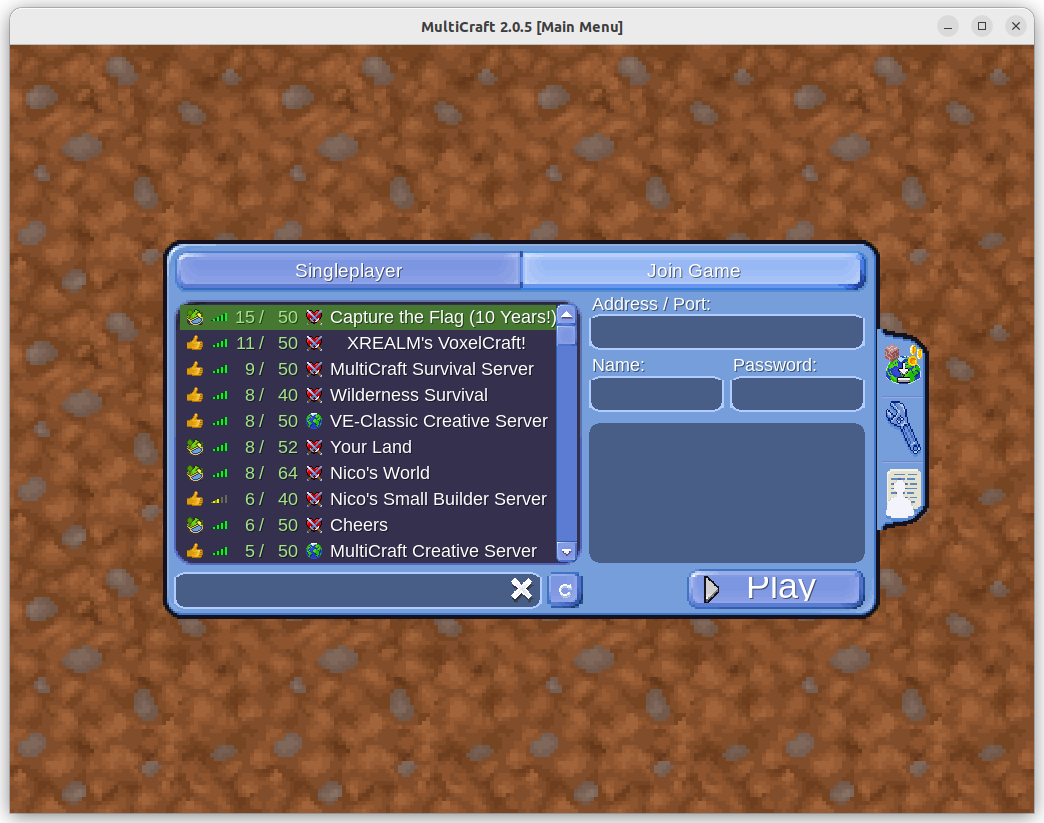 MultiCraft 2.0.5 [Main Menu]
Singleplayer
Join Game
15 / 50 Capture the Flag (10 Years!)
11 / 50 XREALM's VoxelCraft!
9 / 50 MultiCraft Survival Server
8 / 40 Wilderness Survival
8 / 50 VE-Classic Creative Server
8 / 52 Your Land
8 / 64 Nico's World
6 / 40 Nico's Small Builder Server
6 / 50 Cheers
5 / 50 MultiCraft Creative Server
Address / Port:
Name:
Password:
Play